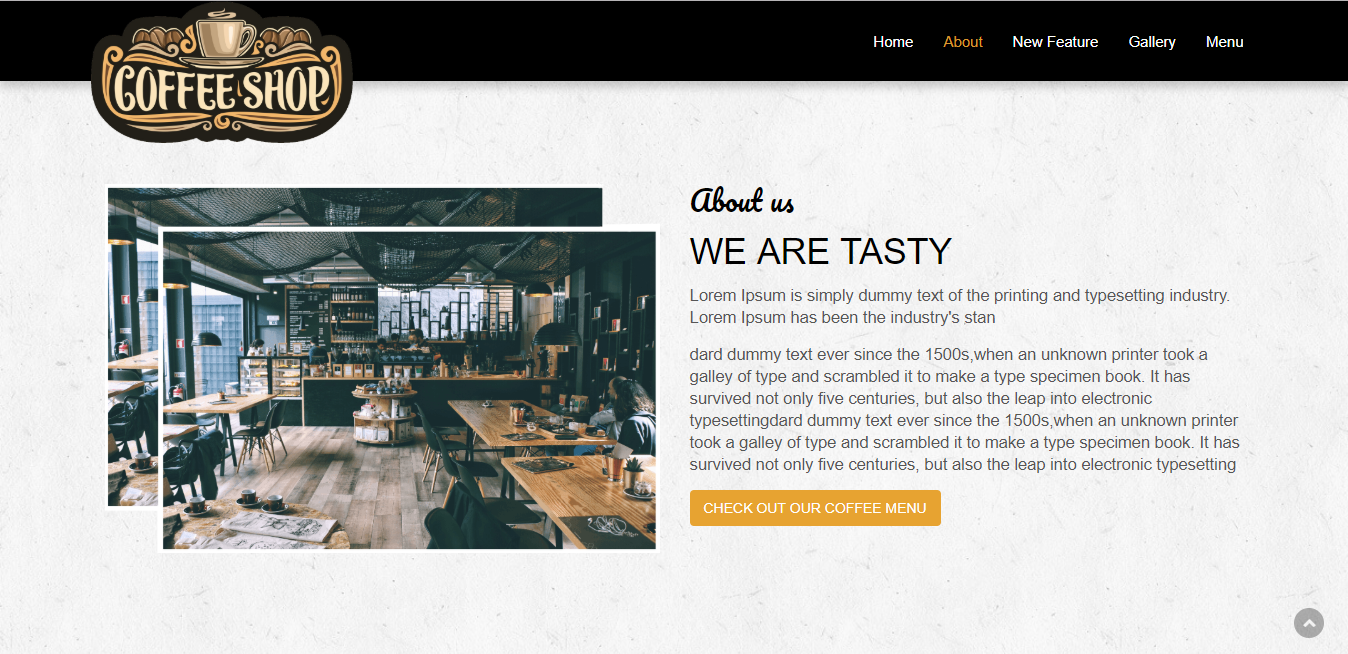 COFFEE SHOP
Home About New Feature Gallery Menu
About us
WE ARE TASTY
Lorem Ipsum is simply dummy text of the printing and typesetting industry.
Lorem Ipsum has been the industry's stan
dard dummy text ever since the 1500s,when an unknown printer took a
galley of type and scrambled it to make a type specimen book. It has
survived not only five centuries, but also the leap into electronic
typesettingdard dummy text ever since the 1500s,when an unknown printer
took a galley of type and scrambled it to make a type specimen book. It has
survived not only five centuries, but also the leap into electronic typesetting
CHECK OUT OUR COFFEE MENU